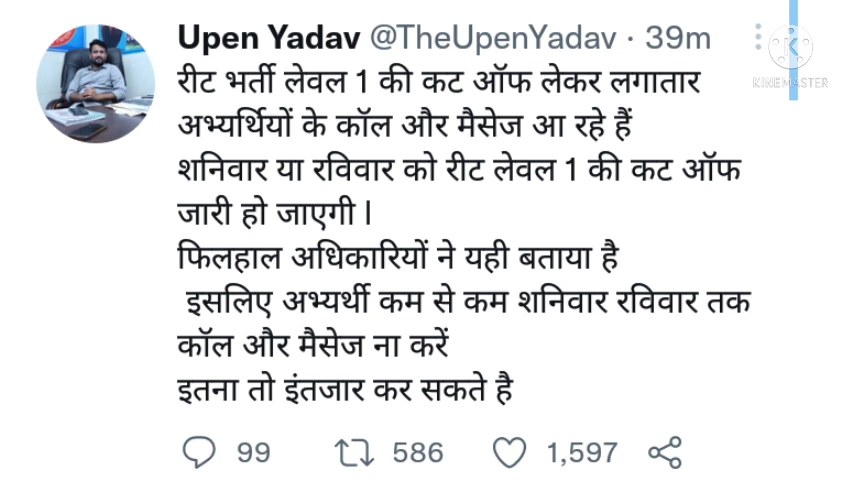 Upen Yadav @TheUpenYadav · 39m
KINEMASTER
रीट भर्ती लेवल 1 की कट ऑफ लेकर लगातार
अभ्यर्थियों के कॉल और मैसेज आ रहे हैं
शनिवार या रविवार को रीट लेवल 1 की कट ऑफ
जारी हो जाएगी l
फिलहाल अधिकारियों ने यही बताया है
इसलिए अभ्यर्थी कम से कम शनिवार रविवार तक
कॉल और मैसेज ना करें
इतना तो इंतजार कर सकते है
99 586 1,597